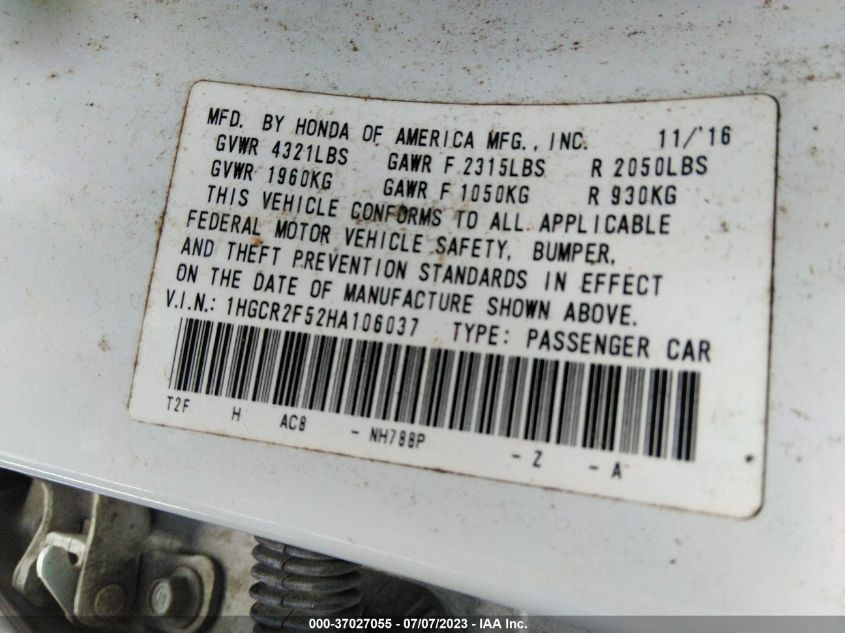 MFD. BY HONDA OF AMERICA MFG., INC. 11/'16
GVWR 4321LBS GAWR F 2315LBS R 2050LBS
GVWR 1960KG GAWR F 1050KG R 930KG
THIS VEHICLE CONFORMS TO ALL APPLICABLE
FEDERAL MOTOR VEHICLE SAFETY, BUMPER,
AND THEFT PREVENTION STANDARDS IN EFFECT
ON THE DATE OF MANUFACTURE SHOWN ABOVE.
V.I.N.: 1HGCR2F52HA106037 TYPE: PASSENGER CAR
T2F H AC8 - NH788P - Z - A
000-37027055 - 07/07/2023 - IAA Inc.